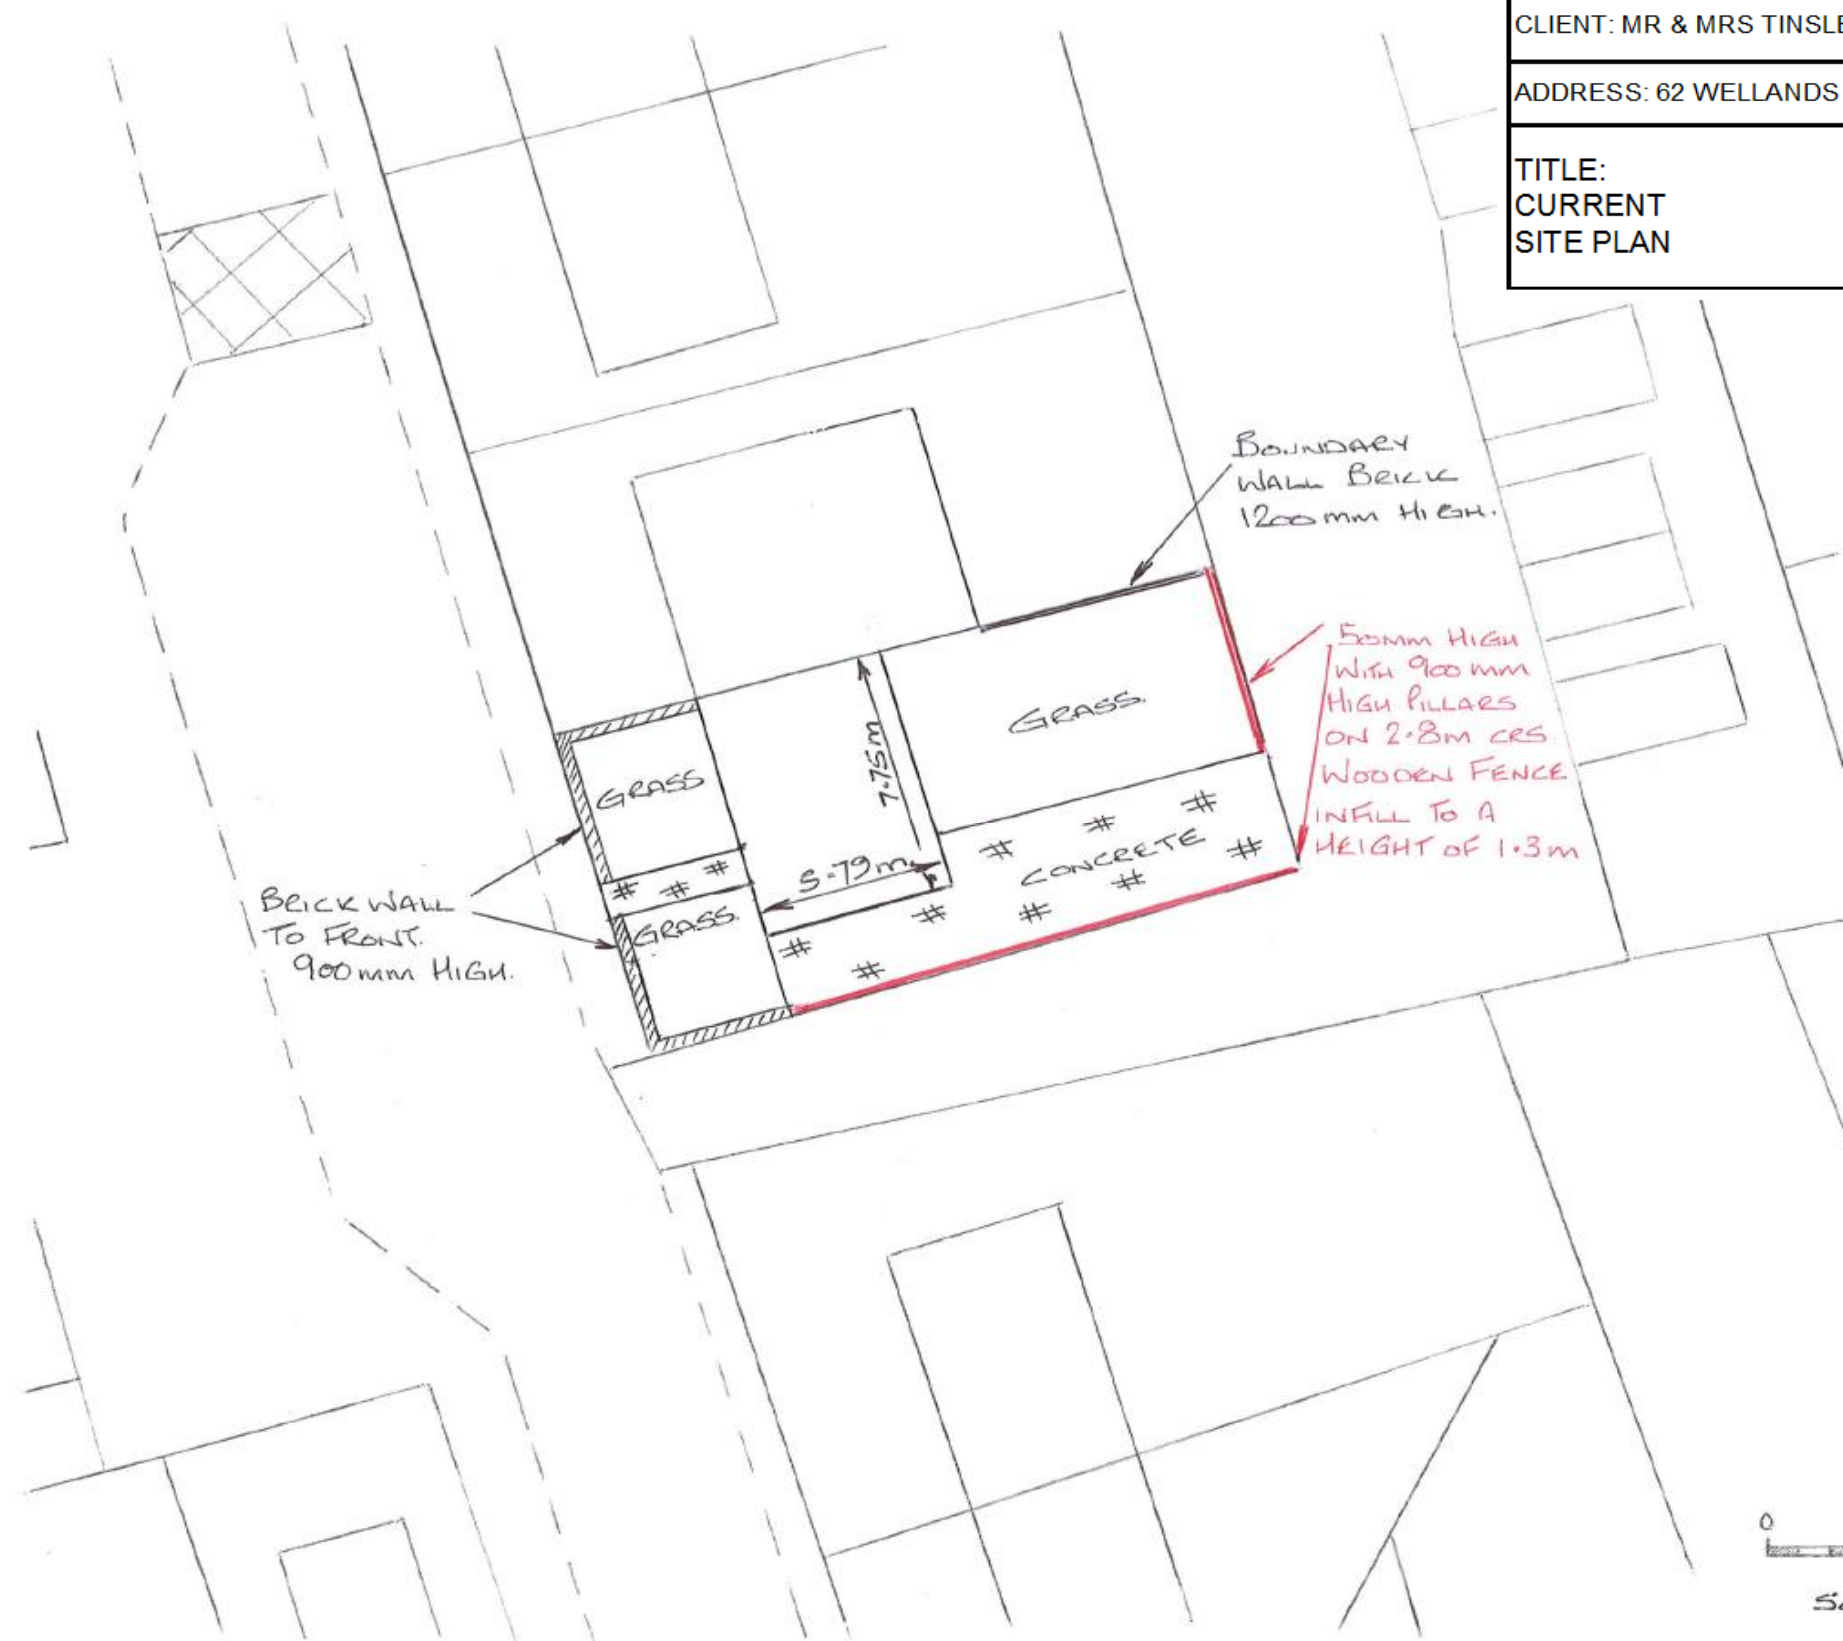 CLIENT: MR & MRS TINSLE
ADDRESS: 62 WELLANDS
TITLE:
CURRENT
SITE PLAN
BOUNDARY
WALL BRICK
1200mm HIGH.
50mm HIGH
WITH 900mm
HIGH PILLARS
ON 2.8m CRS
WOODEN FENCE
INFILL TO A
HEIGHT OF 1.3m
GRASS
GRASS
7.75m
5.79m
CONCRETE
GRASS.
BRICK WALL
TO FRONT.
900mm HIGH.
0